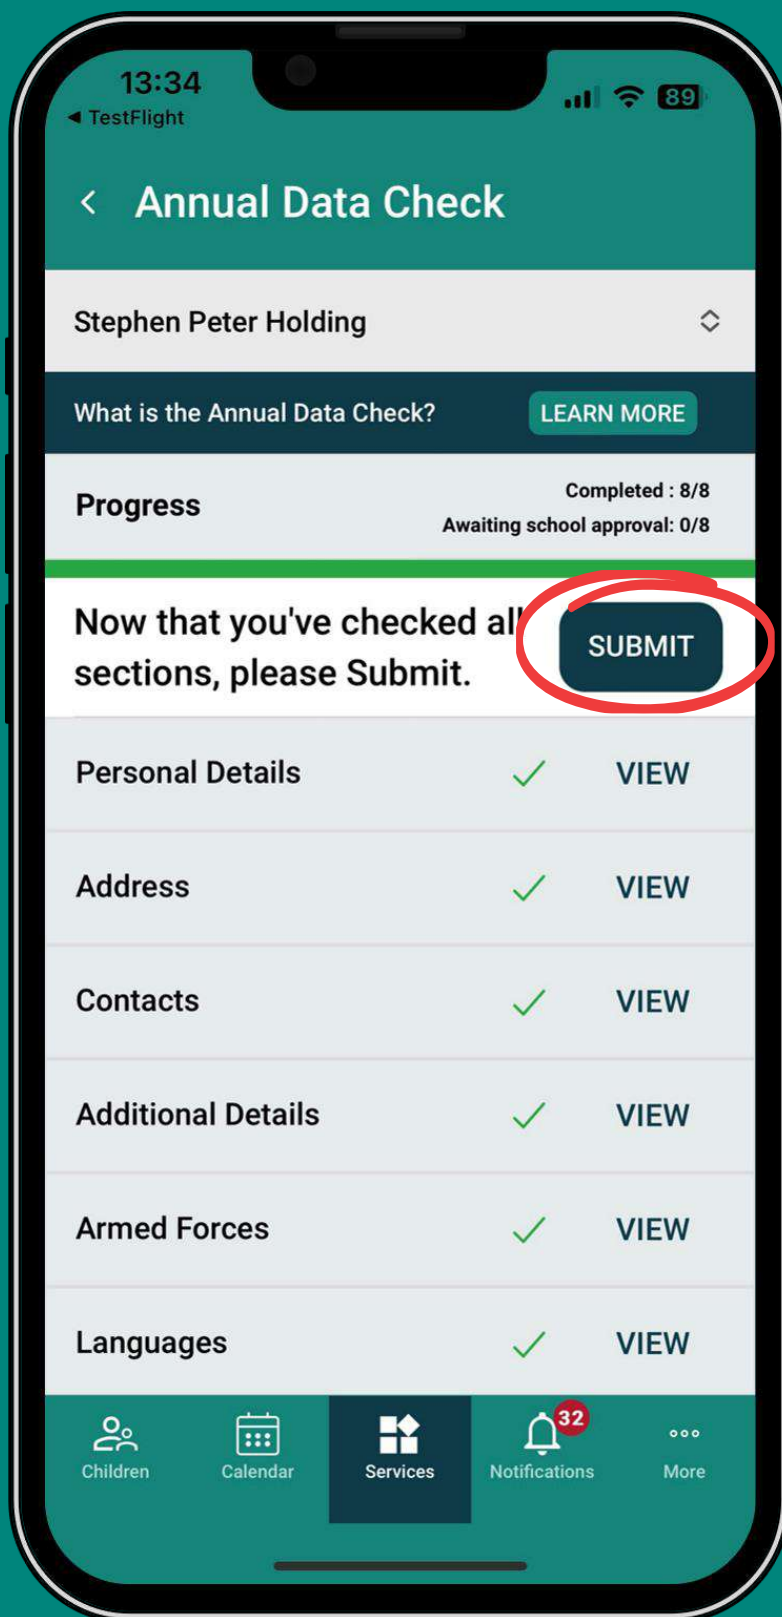 13:34
◀ TestFlight
89
< Annual Data Check
Stephen Peter Holding
What is the Annual Data Check? LEARN MORE
Progress
Completed : 8/8
Awaiting school approval: 0/8
Now that you've checked all
sections, please Submit.
SUBMIT
Personal Details VIEW
Address VIEW
Contacts VIEW
Additional Details VIEW
Armed Forces VIEW
Languages VIEW
32
Children Calendar Services Notifications More